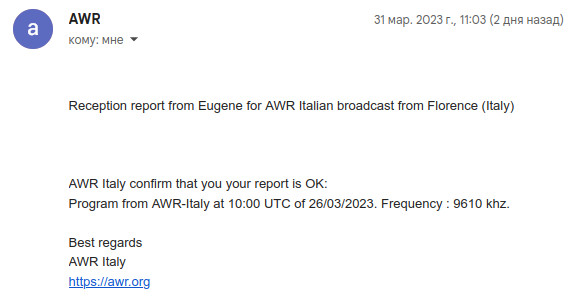 a
AWR
31 мар. 2023 г., 11:03 (2 дня назад)
кому: мне
Reception report from Eugene for AWR Italian broadcast from Florence (Italy)
AWR Italy confirm that you your report is OK:
Program from AWR-Italy at 10:00 UTC of 26/03/2023. Frequency : 9610 khz.
Best regards
AWR Italy
https://awr.org